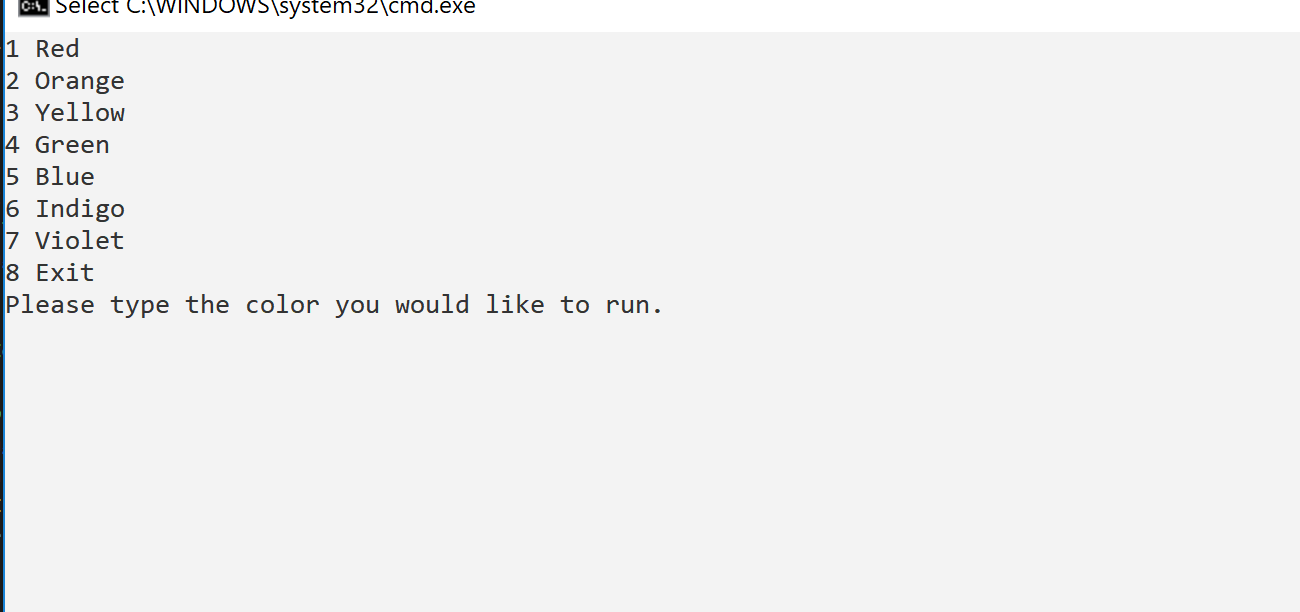 Select C:\WINDOWS\system32\cmd.exe
1 Red
2 Orange
3 Yellow
4 Green
5 Blue
6 Indigo
7 Violet
8 Exit
Please type the color you would like to run.